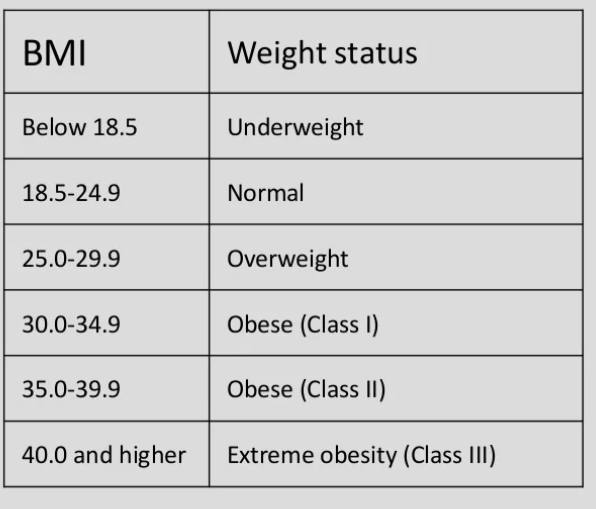 BMI Weight status
Below 18.5 Underweight
18.5-24.9 Normal
25.0-29.9 Overweight
30.0-34.9 Obese (Class I)
35.0-39.9 Obese (Class II)
40.0 and higher Extreme obesity (Class III)